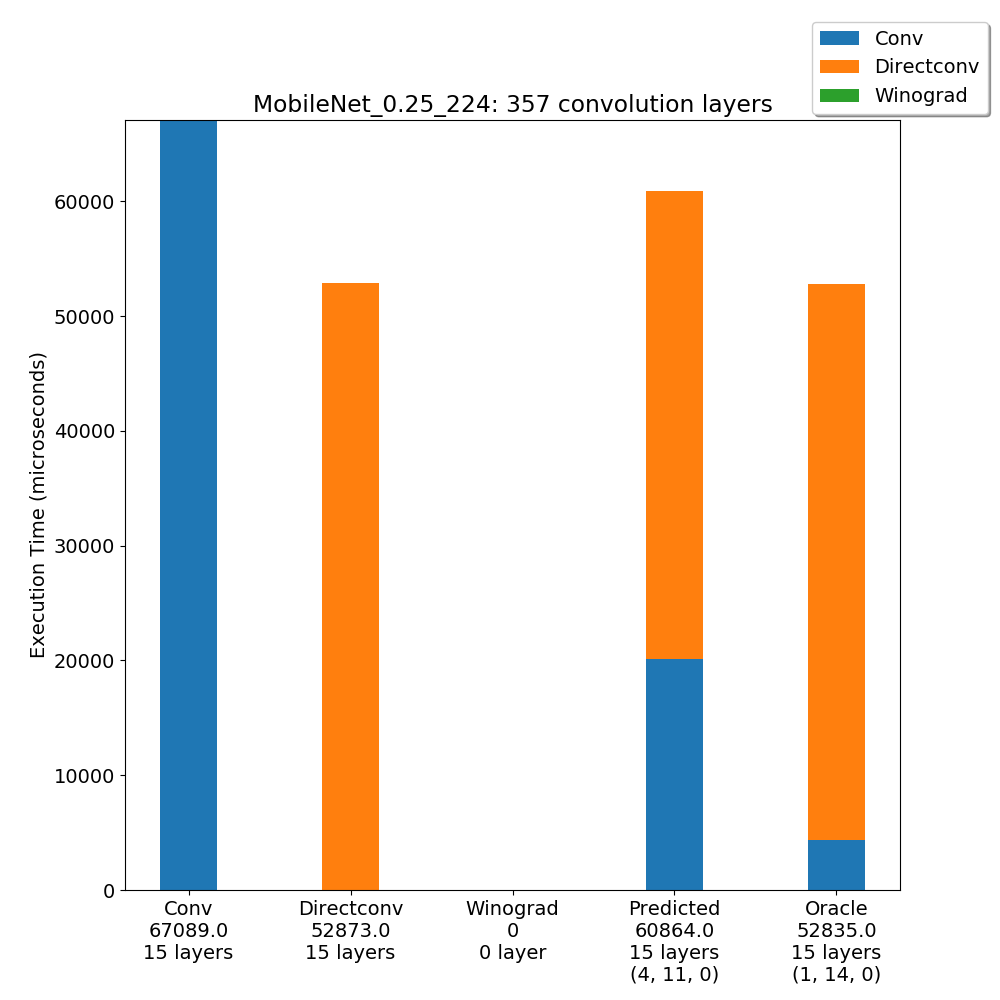 Conv
Directconv
Winograd
MobileNet_0.25_224: 357 convolution layers
Execution Time (microseconds)
60000
50000
40000
30000
20000
10000
0
Conv
67089.0
15 layers
Directconv
52873.0
15 layers
Winograd
0
0 layer
Predicted
60864.0
15 layers
(4, 11, 0)
Oracle
52835.0
15 layers
(1, 14, 0)